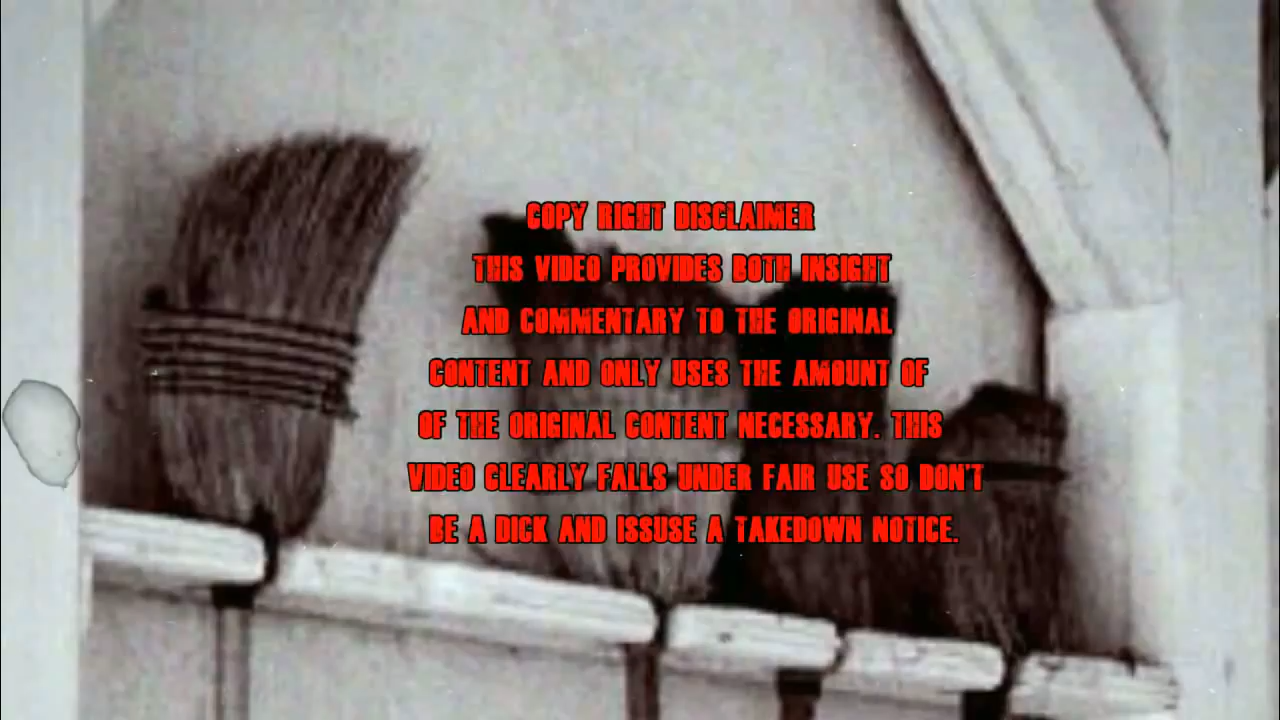 COPY RIGHT DISCLAIMER
THIS VIDEO PROVIDES BOTH INSIGHT
AND COMMENTARY TO THE ORIGINAL
CONTENT AND ONLY USES THE AMOUNT OF
OF THE ORIGINAL CONTENT NECESSARY. THIS
VIDEO CLEARLY FALLS UNDER FAIR USE SO DON'T
BE A DICK AND ISSUSE A TAKEDOWN NOTICE.